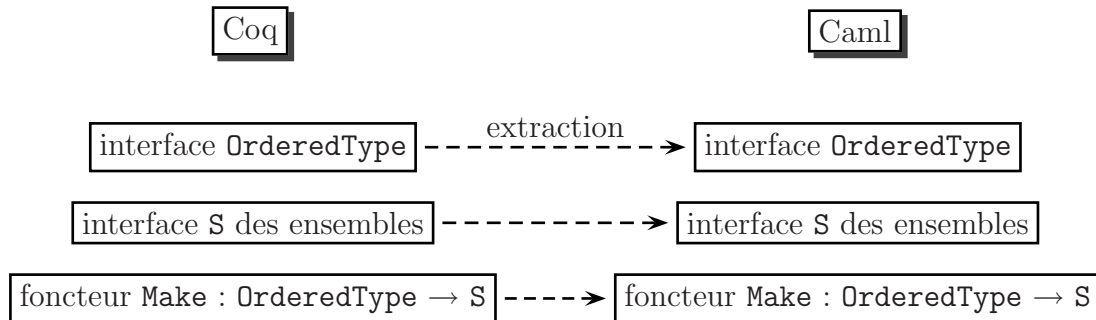 Coq Caml
extraction
interface OrderedType interface OrderedType
interface S des ensembles interface S des ensembles
foncteur Make : OrderedType → S foncteur Make : OrderedType → S